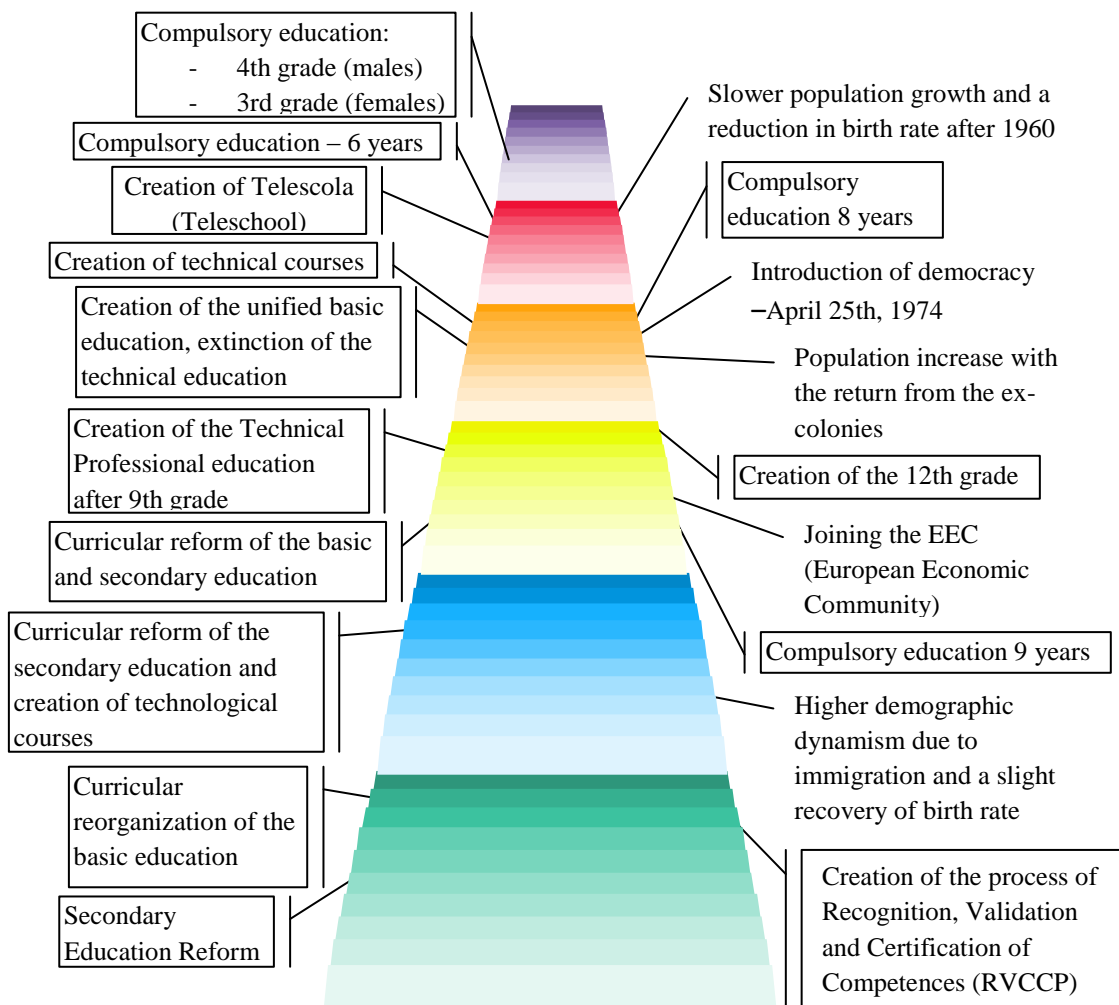 Compulsory education:
- 4th grade (males)
- 3rd grade (females)
Compulsory education – 6 years
Creation of Telescola
(Teleschool)
Creation of technical courses
Creation of the unified basic
education, extinction of the
technical education
Creation of the Technical
Professional education
after 9th grade
Curricular reform of the basic
and secondary education
Curricular reform of the
secondary education and
creation of technological
courses
Curricular
reorganization of the
basic education
Secondary
Education Reform
Slower population growth and a
reduction in birth rate after 1960
Compulsory
education 8 years
Introduction of democracy
–April 25th, 1974
Population increase with
the return from the ex-
colonies
Creation of the 12th grade
Joining the EEC
(European Economic
Community)
Compulsory education 9 years
Higher demographic
dynamism due to
immigration and a slight
recovery of birth rate
Creation of the process of
Recognition, Validation
and Certification of
Competences (RVCCP)